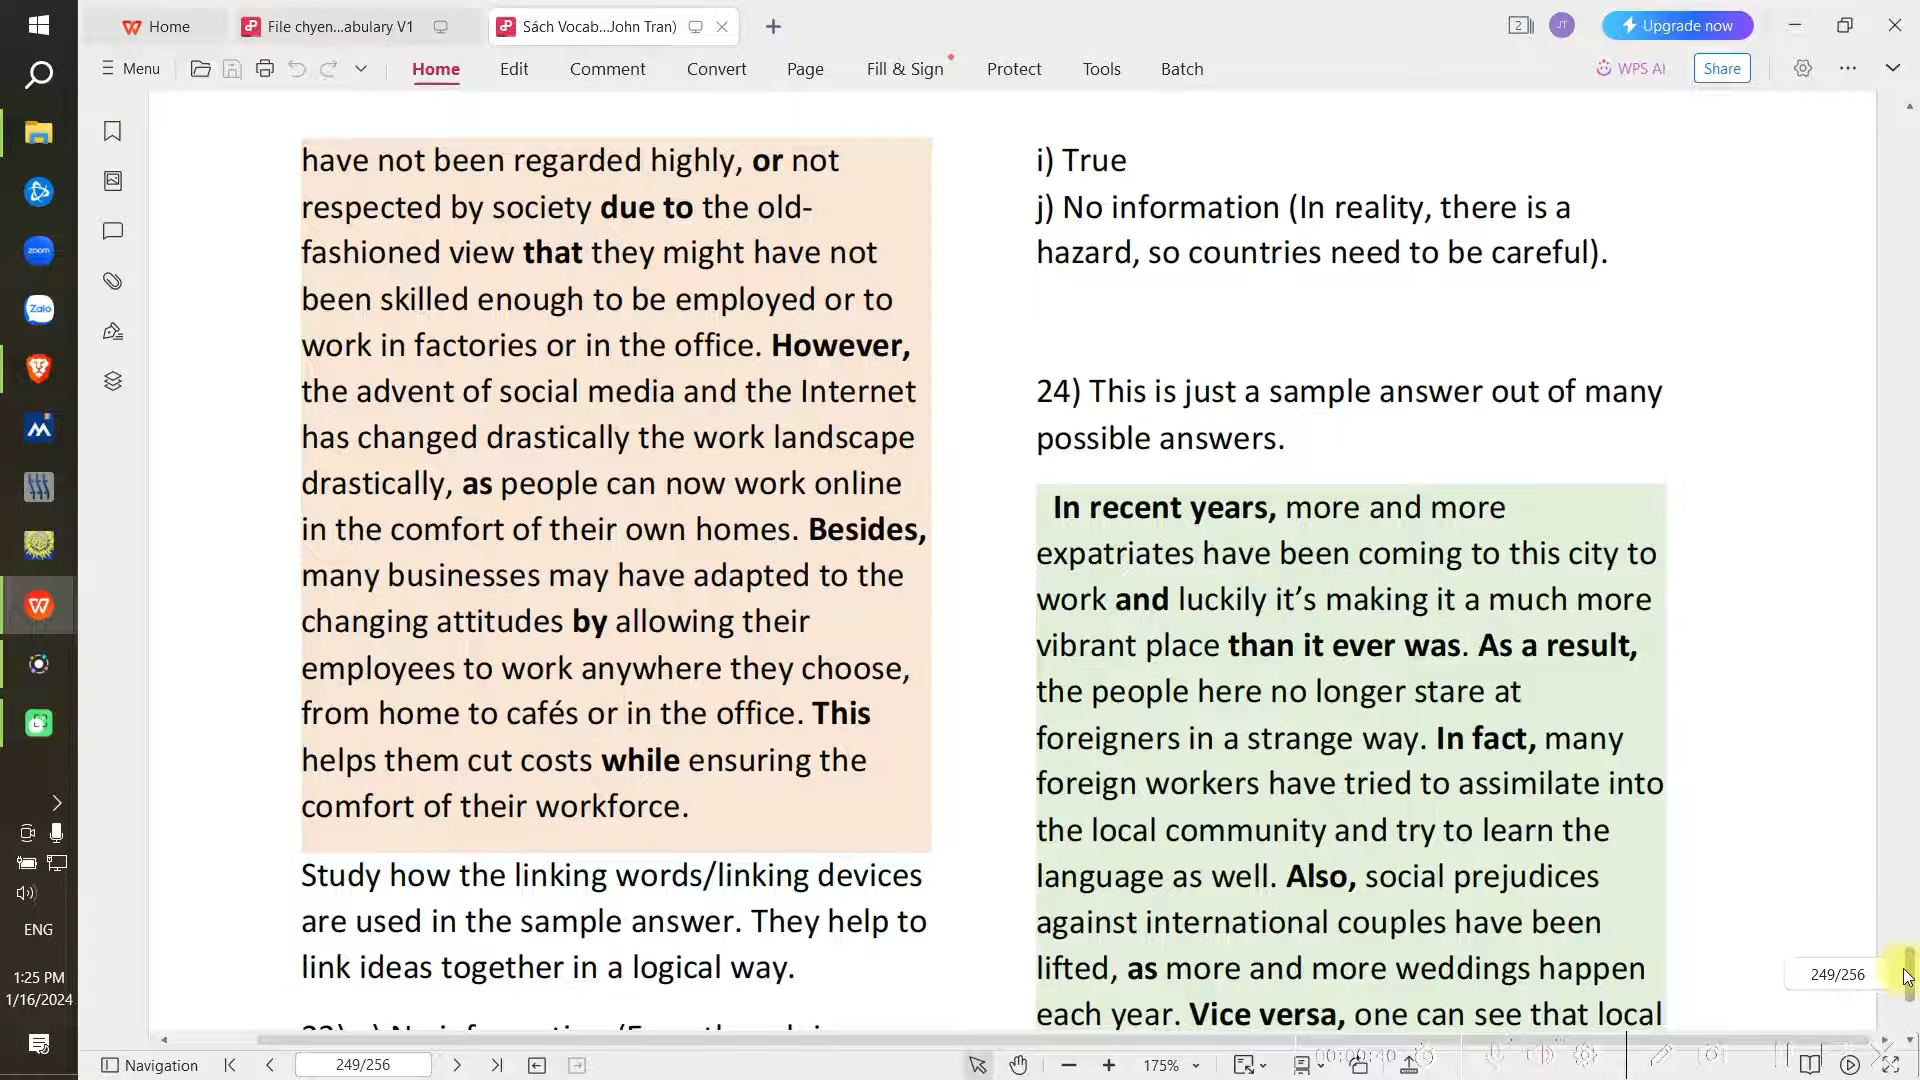 Home
File chyen...abulary V1
Sách Vocab...John Tran)
2
JT
Upgrade now
Menu
Home
Edit
Comment
Convert
Page
Fill & Sign
Protect
Tools
Batch
WPS AI
Share
have not been regarded highly, or not
respected by society due to the old-
fashioned view that they might have not
been skilled enough to be employed or to
work in factories or in the office. However,
the advent of social media and the Internet
has changed drastically the work landscape
drastically, as people can now work online
in the comfort of their own homes. Besides,
many businesses may have adapted to the
changing attitudes by allowing their
employees to work anywhere they choose,
from home to cafés or in the office. This
helps them cut costs while ensuring the
comfort of their workforce.
Study how the linking words/linking devices
are used in the sample answer. They help to
link ideas together in a logical way.
i) True
j) No information (In reality, there is a
hazard, so countries need to be careful).
24) This is just a sample answer out of many
possible answers.
In recent years, more and more
expatriates have been coming to this city to
work and luckily it's making it a much more
vibrant place than it ever was. As a result,
the people here no longer stare at
foreigners in a strange way. In fact, many
foreign workers have tried to assimilate into
the local community and try to learn the
language as well. Also, social prejudices
against international couples have been
lifted, as more and more weddings happen
each year. Vice versa, one can see that local
249/256
zoom
Zalo
ENG
1:25 PM
1/16/2024
Navigation
249/256
175%
00:00:40